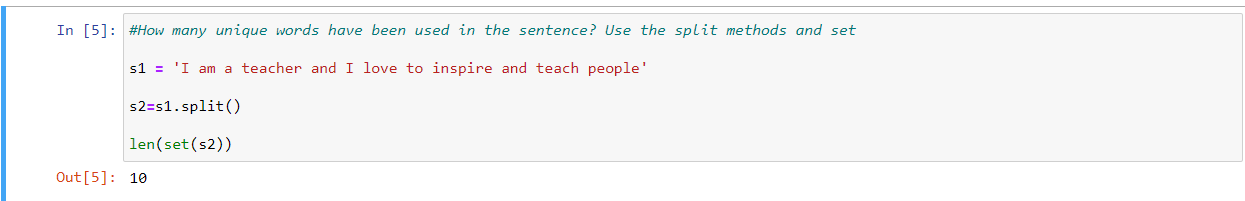 In [5]: #How many unique words have been used in the sentence? Use the split methods and set
s1 = 'I am a teacher and I love to inspire and teach people'
s2=s1.split()
len(set(s2))
Out[5]: 10